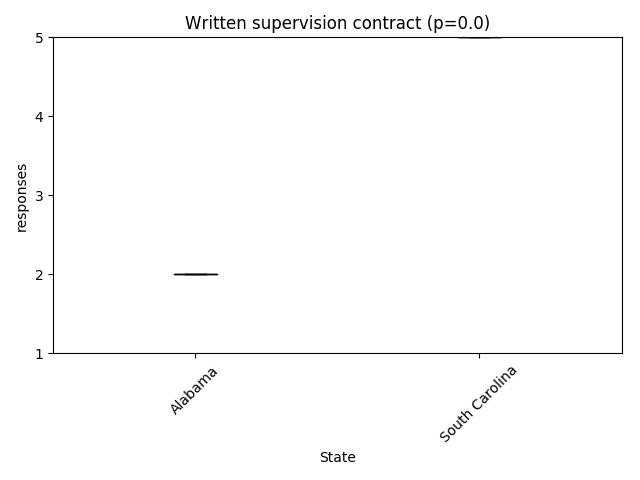 Written supervision contract (p=0.0)
5
4
3
2
1
responses
Alabama
South Carolina
State